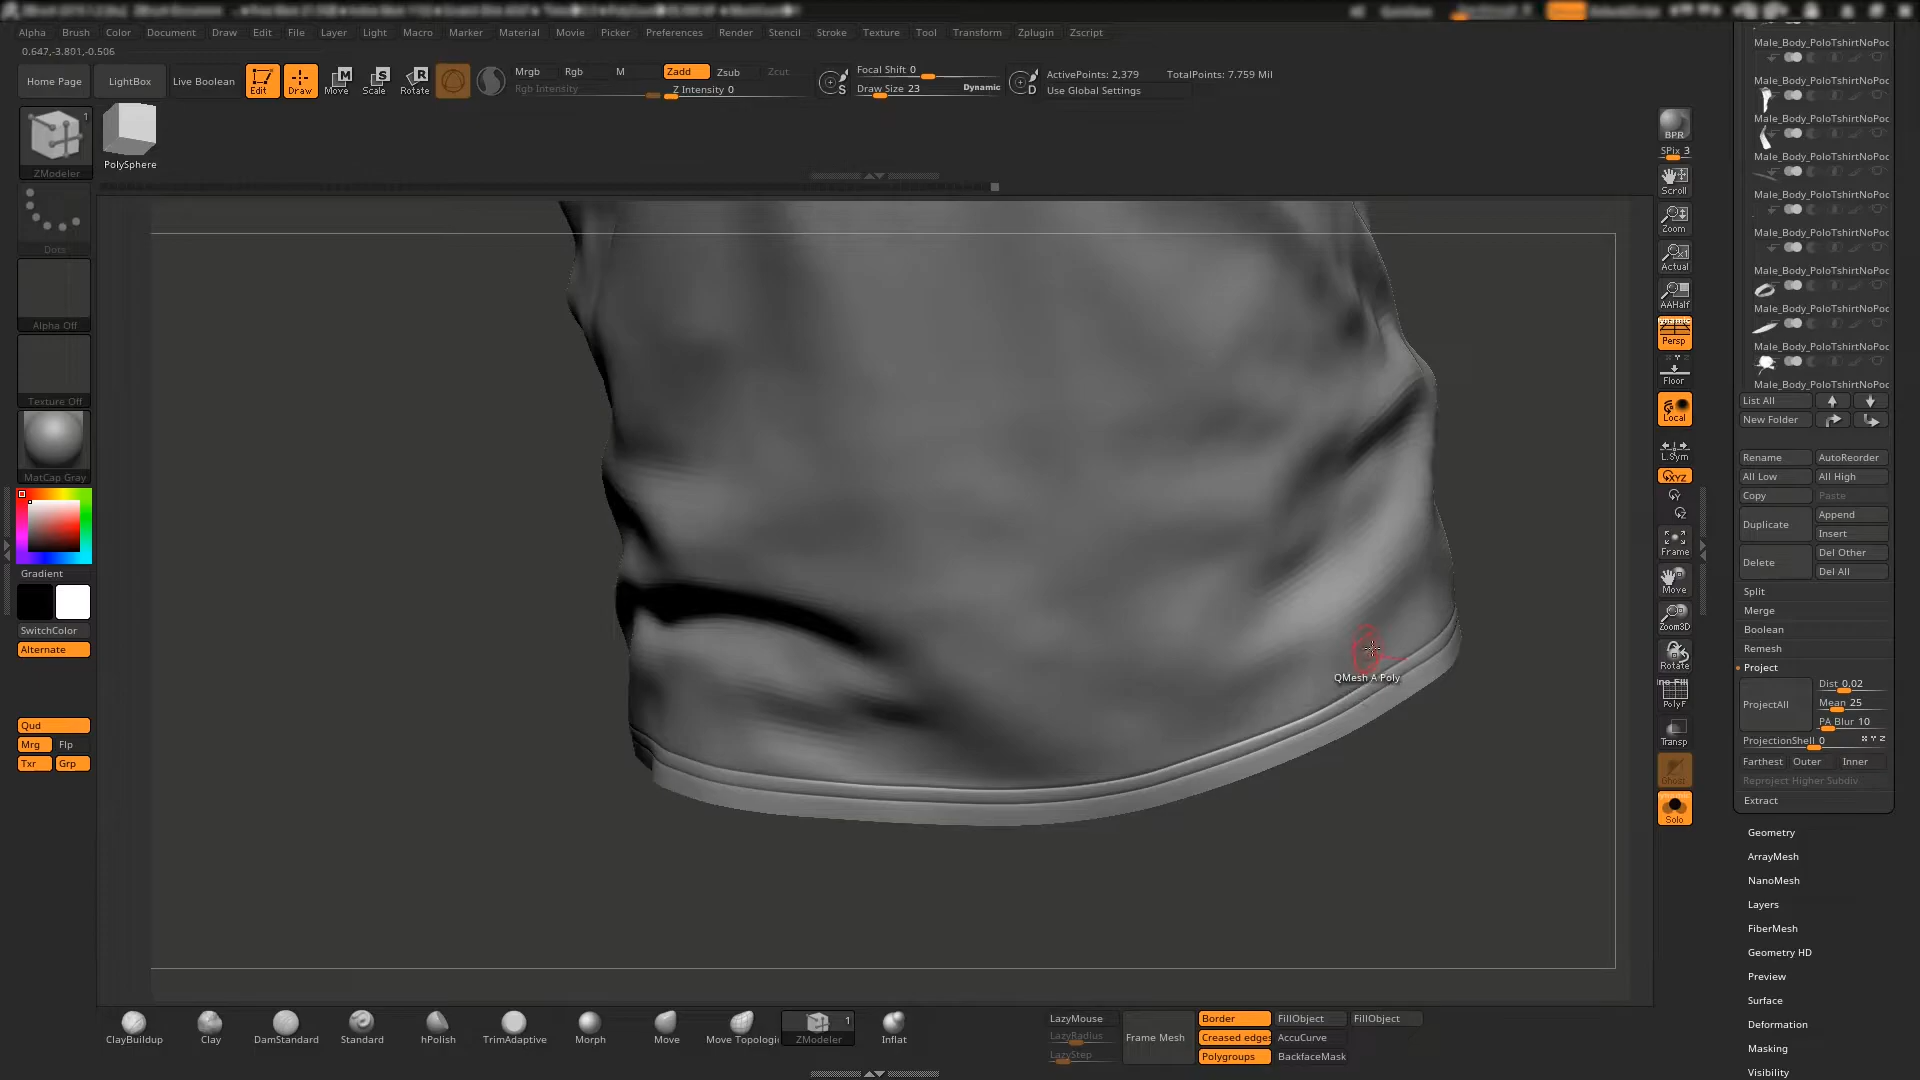 Alpha Brush Color Document Draw Edit File Layer Light Macro Marker Material Movie Picker Preferences Render Stencil Stroke Texture Tool Transform Zplugin Zscript
0.647,-3.801,-0.506
Home Page
LightBox
Live Boolean
Edit
Draw
Move
Scale
Rotate
Mrgb Rgb M
Rgb Intensity
Zadd Zsub Zcut
Z Intensity 0
Focal Shift 0
Draw Size 23
Dynamic
S
D
ActivePoints: 2,379 TotalPoints: 7.759 Mil
Use Global Settings
1
ZModeler
PolySphere
Dots
Alpha Off
Texture Off
MatCap Gray
Gradient
SwitchColor
Alternate
Qud
Mrg Flp
Txr Grp
QMesh A Poly
BPR
SPix 3
Scroll
Zoom
Actual
AAHalf
Persp
Floor
Local
L.Sym
XYZ
Frame
Move
Zoom3D
Rotate
PolyF
Transp
Ghost
Solo
Male_Body_PoloTshirtNoPoc
Male_Body_PoloTshirtNoPoc
Male_Body_PoloTshirtNoPoc
Male_Body_PoloTshirtNoPoc
Male_Body_PoloTshirtNoPoc
Male_Body_PoloTshirtNoPoc
Male_Body_PoloTshirtNoPoc
Male_Body_PoloTshirtNoPoc
Male_Body_PoloTshirtNoPoc
Male_Body_PoloTshirtNoPoc
List All
New Folder
Rename AutoReorder
All Low All High
Copy Paste
Duplicate Append
Insert
Delete Del Other
Del All
Split
Merge
Boolean
Remesh
Project
ProjectAll
Dist 0.02
Mean 25
PA Blur 10
ProjectionShell 0
X Y Z
Farthest Outer Inner
Reproject Higher Subdiv
Extract
Geometry
ArrayMesh
NanoMesh
Layers
FiberMesh
Geometry HD
Preview
Surface
Deformation
Masking
Visibility
ClayBuildup
Clay
DamStandard
Standard
hPolish
TrimAdaptive
Morph
Move
Move Topologi
1
ZModeler
Inflat
LazyMouse
LazyRadius
LazyStep
Frame Mesh
Border
Creased edges
Polygroups
FillObject FillObject
AccuCurve
BackfaceMask